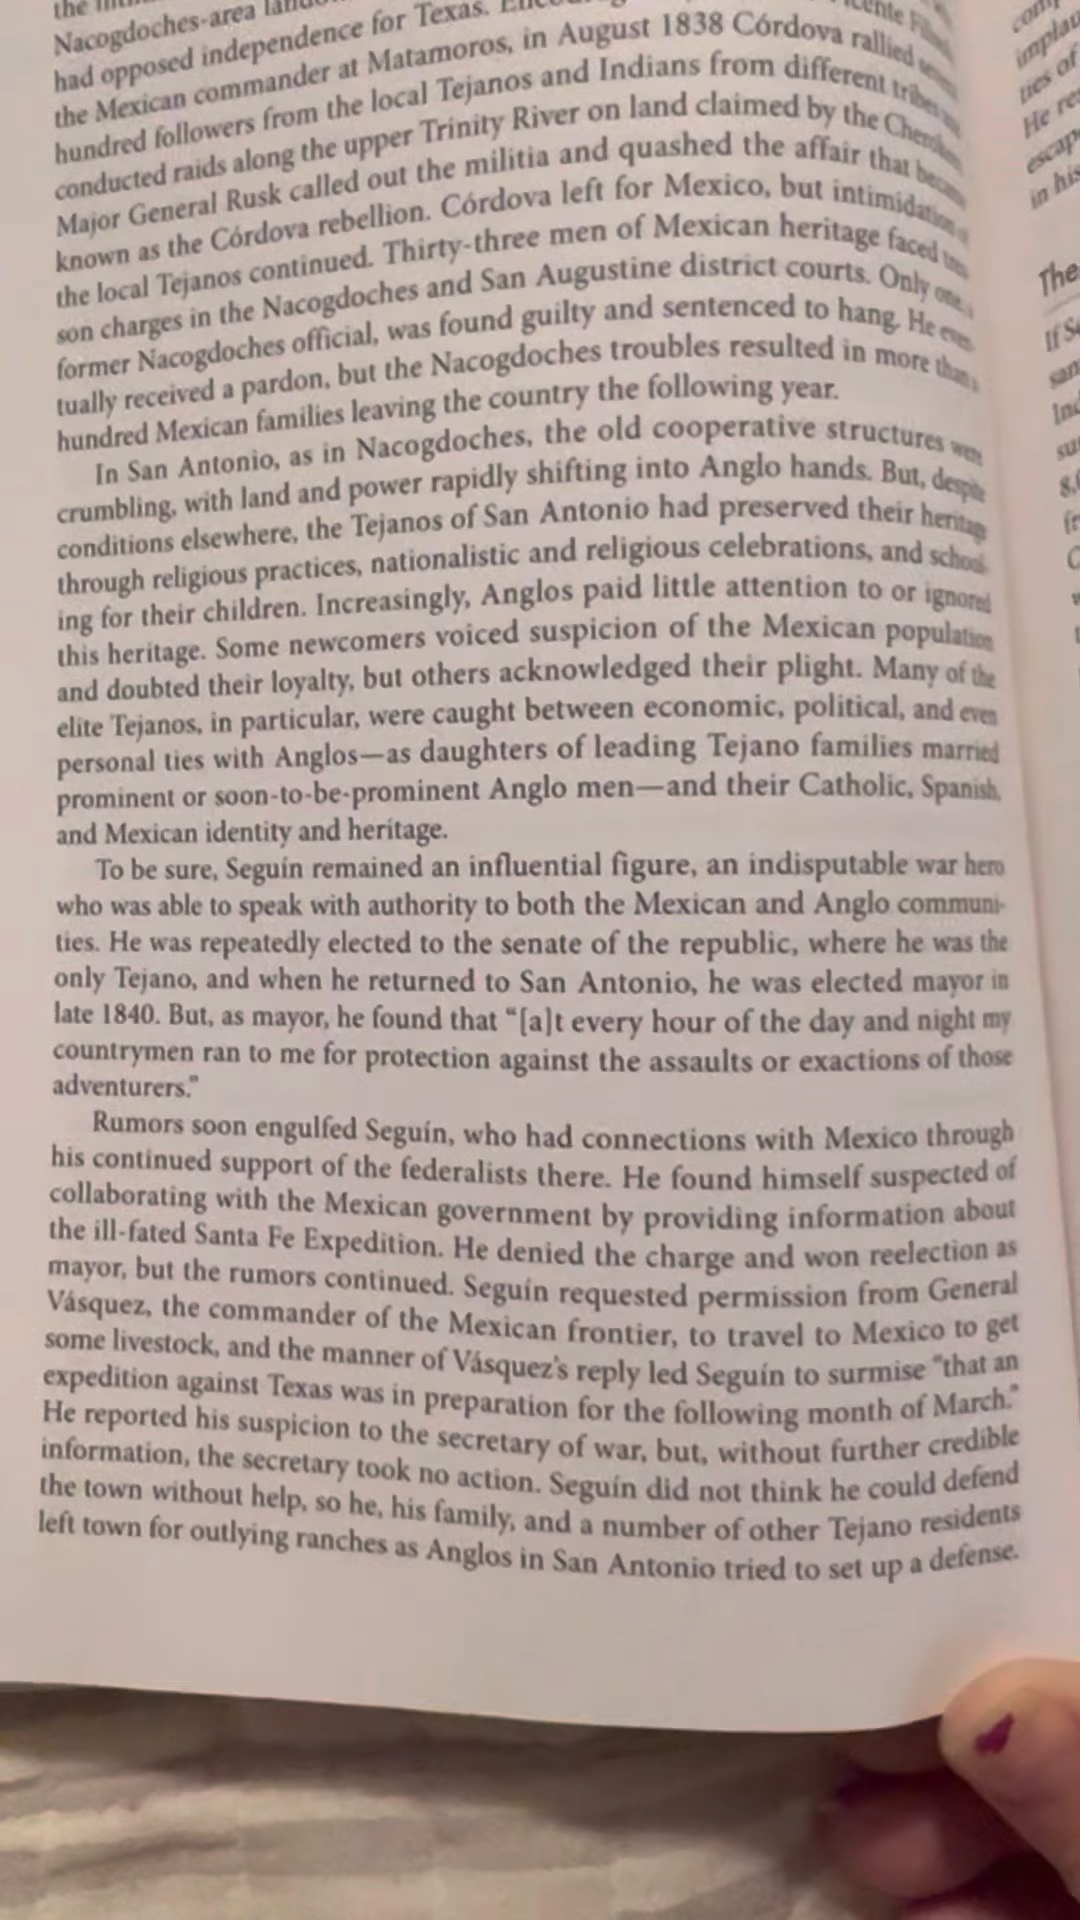 the
Nacogdoches-area
had opposed independence for Texas.
the Mexican commander at Matamoros, in August 1838 Córdova rallied
hundred followers from the local Tejanos and Indians from different tribes
conducted raids along the upper Trinity River on land claimed by the
Major General Rusk called out the militia and quashed the affair that
known as the Córdova rebellion. Córdova left for Mexico, but intimidation
the local Tejanos continued. Thirty-three men of Mexican heritage faced
son charges in the Nacogdoches and San Augustine district courts. Only one,
former Nacogdoches official, was found guilty and sentenced to hang. He
tually received a pardon, but the Nacogdoches troubles resulted in more than
hundred Mexican families leaving the country the following year.
In San Antonio, as in Nacogdoches, the old cooperative structures were
crumbling, with land and power rapidly shifting into Anglo hands. But, despite
conditions elsewhere, the Tejanos of San Antonio had preserved their heritage
through religious practices, nationalistic and religious celebrations, and school-
ing for their children. Increasingly, Anglos paid little attention to or ignored
this heritage. Some newcomers voiced suspicion of the Mexican population
and doubted their loyalty, but others acknowledged their plight. Many of the
elite Tejanos, in particular, were caught between economic, political, and even
personal ties with Anglos—as daughters of leading Tejano families married
prominent or soon-to-be-prominent Anglo men—and their Catholic, Spanish,
and Mexican identity and heritage.
To be sure, Seguín remained an influential figure, an indisputable war hero
who was able to speak with authority to both the Mexican and Anglo communi-
ties. He was repeatedly elected to the senate of the republic, where he was the
only Tejano, and when he returned to San Antonio, he was elected mayor in
late 1840. But, as mayor, he found that “[a]t every hour of the day and night my
countrymen ran to me for protection against the assaults or exactions of those
adventurers.”
Rumors soon engulfed Seguín, who had connections with Mexico through
his continued support of the federalists there. He found himself suspected of
collaborating with the Mexican government by providing information about
the ill-fated Santa Fe Expedition. He denied the charge and won reelection as
mayor, but the rumors continued. Seguín requested permission from General
Vásquez, the commander of the Mexican frontier, to travel to Mexico to get
some livestock, and the manner of Vásquez’s reply led Seguín to surmise “that an
expedition against Texas was in preparation for the following month of March.”
He reported his suspicion to the secretary of war, but, without further credible
information, the secretary took no action. Seguín did not think he could defend
the town without help, so he, his family, and a number of other Tejano residents
left town for outlying ranches as Anglos in San Antonio tried to set up a defense.
ties of
He
in his
The